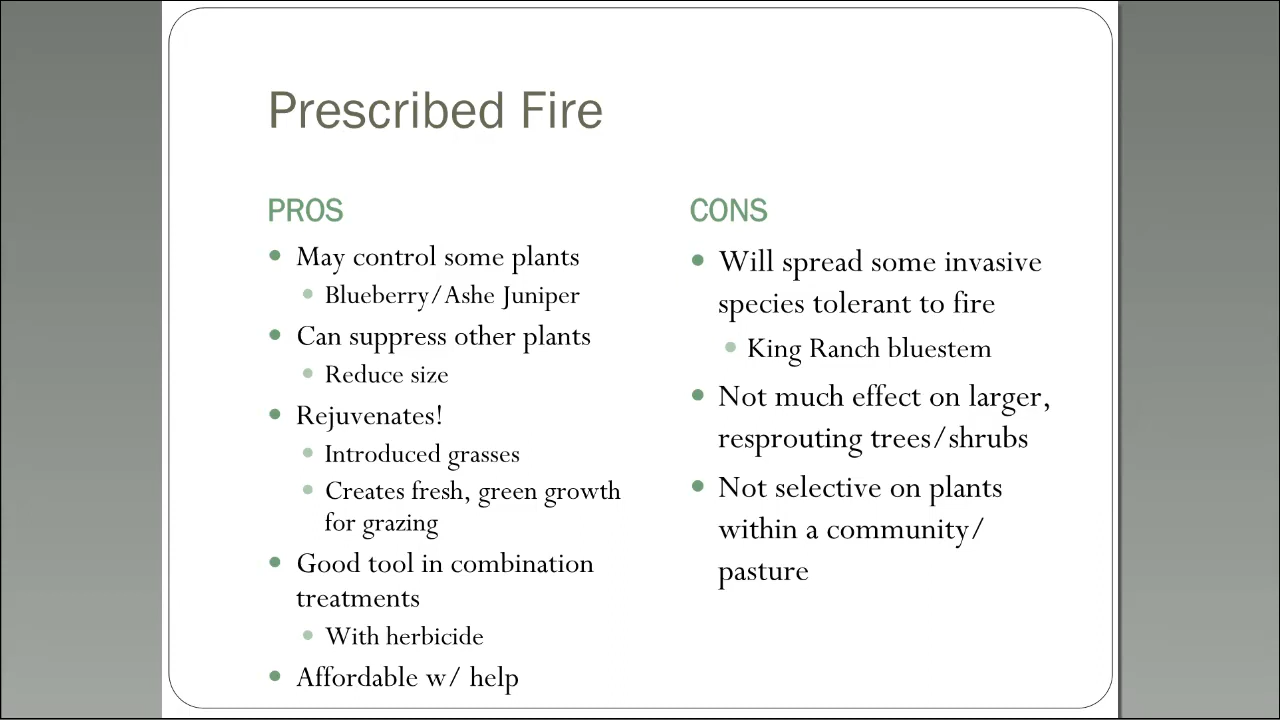 Prescribed Fire
PROS
May control some plants
Blueberry/Ashe Juniper
Can suppress other plants
Reduce size
Rejuvenates!
Introduced grasses
Creates fresh, green growth
for grazing
Good tool in combination
treatments
With herbicide
Affordable w/ help
CONS
Will spread some invasive
species tolerant to fire
King Ranch bluestem
Not much effect on larger,
resprouting trees/shrubs
Not selective on plants
within a community/
pasture